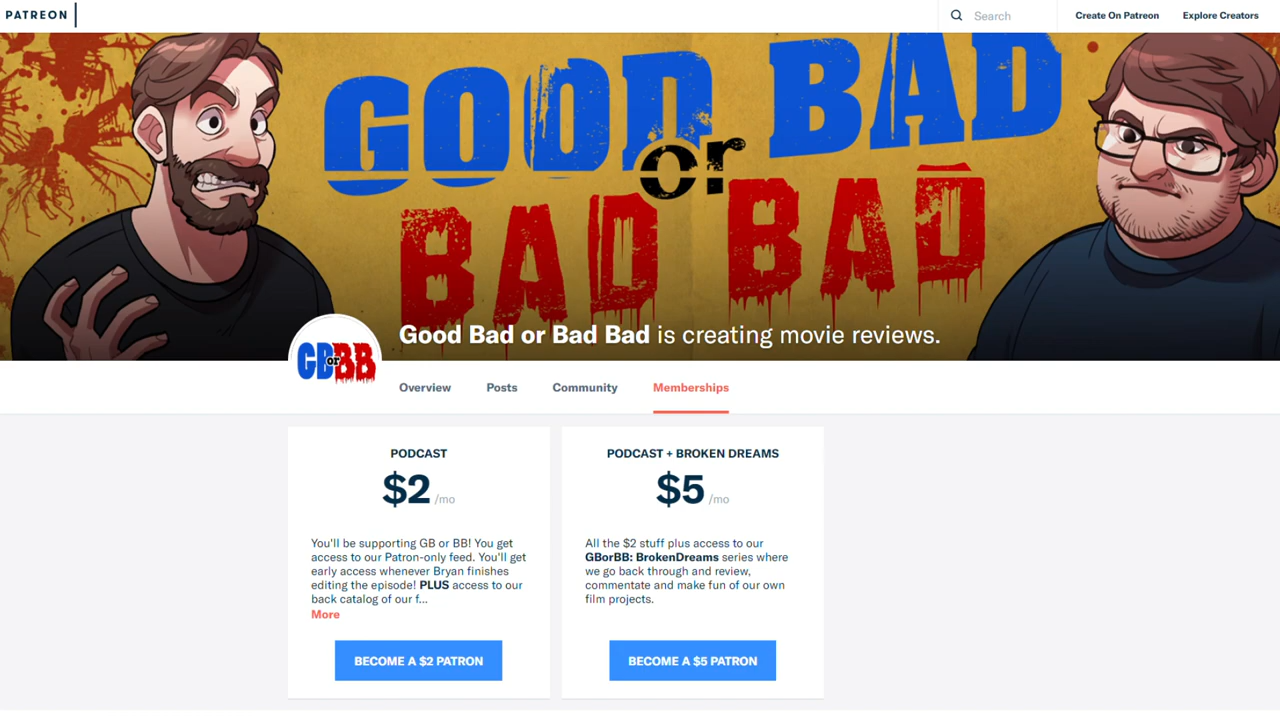 PATREON
Search
Create On Patreon
Explore Creators
GOOD BAD
or
BAD BAD
GB or BB
Good Bad or Bad Bad is creating movie reviews.
Overview
Posts
Community
Memberships
PODCAST
$2 /mo
You'll be supporting GB or BB! You get
access to our Patron-only feed. You'll get
early access whenever Bryan finishes
editing the episode! PLUS access to our
back catalog of our f...
More
BECOME A $2 PATRON
PODCAST + BROKEN DREAMS
$5 /mo
All the $2 stuff plus access to our
GBorBB: BrokenDreams series where
we go back through and review,
commentate and make fun of our own
film projects.
BECOME A $5 PATRON